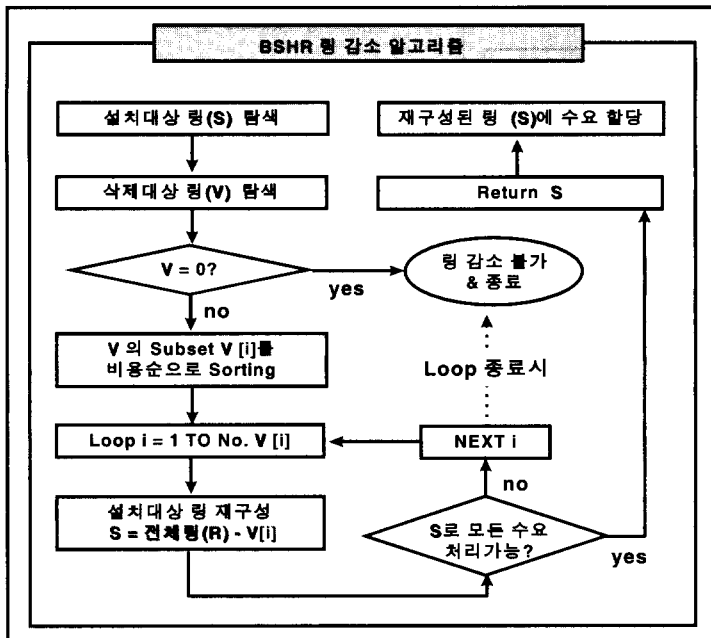 BSHR 링 감소 알고리즘
설치대상 링(S) 탐색
재구성된 링 (S)에 수요 할당
삭제대상 링(V) 탐색
Return S
V = 0?
yes
링 감소 불가
& 종료
no
V 의 Subset V [i]를
비용순으로 Sorting
Loop 종료시
Loop i = 1 TO No. V [i]
NEXT i
no
설치대상 링 재구성
S = 전체링(R) - V[i]
S로 모든 수요
처리가능?
yes